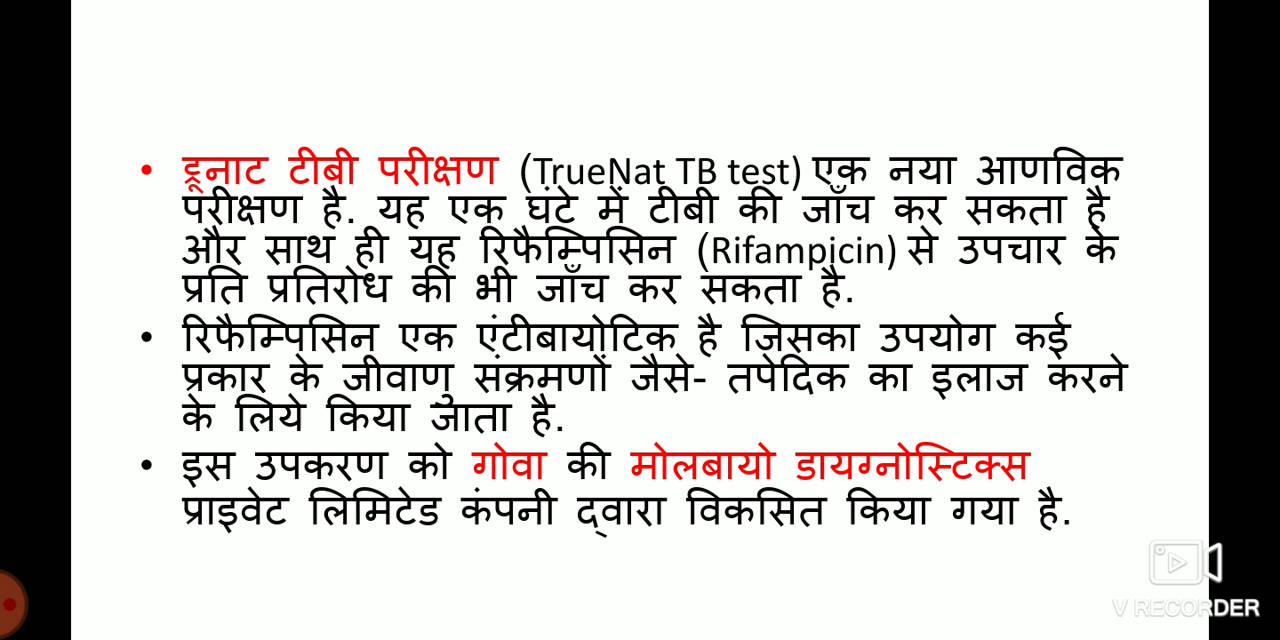 • ट्रूनाट टीबी परीक्षण (TrueNat TB test) एक नया आणविक
परीक्षण है. यह एक घंटे में टीबी की जाँच कर सकता है
और साथ ही यह रिफैम्पिसिन (Rifampicin) से उपचार के
प्रति प्रतिरोध की भी जाँच कर सकता है.
• रिफैम्पिसिन एक एंटीबायोटिक है जिसका उपयोग कई
प्रकार के जीवाणु संक्रमणों जैसे- तपेदिक का इलाज करने
के लिये किया जाता है.
• इस उपकरण को गोवा की मोलबायो डायग्नोस्टिक्स
प्राइवेट लिमिटेड कंपनी द्वारा विकसित किया गया है.
V RECORDER